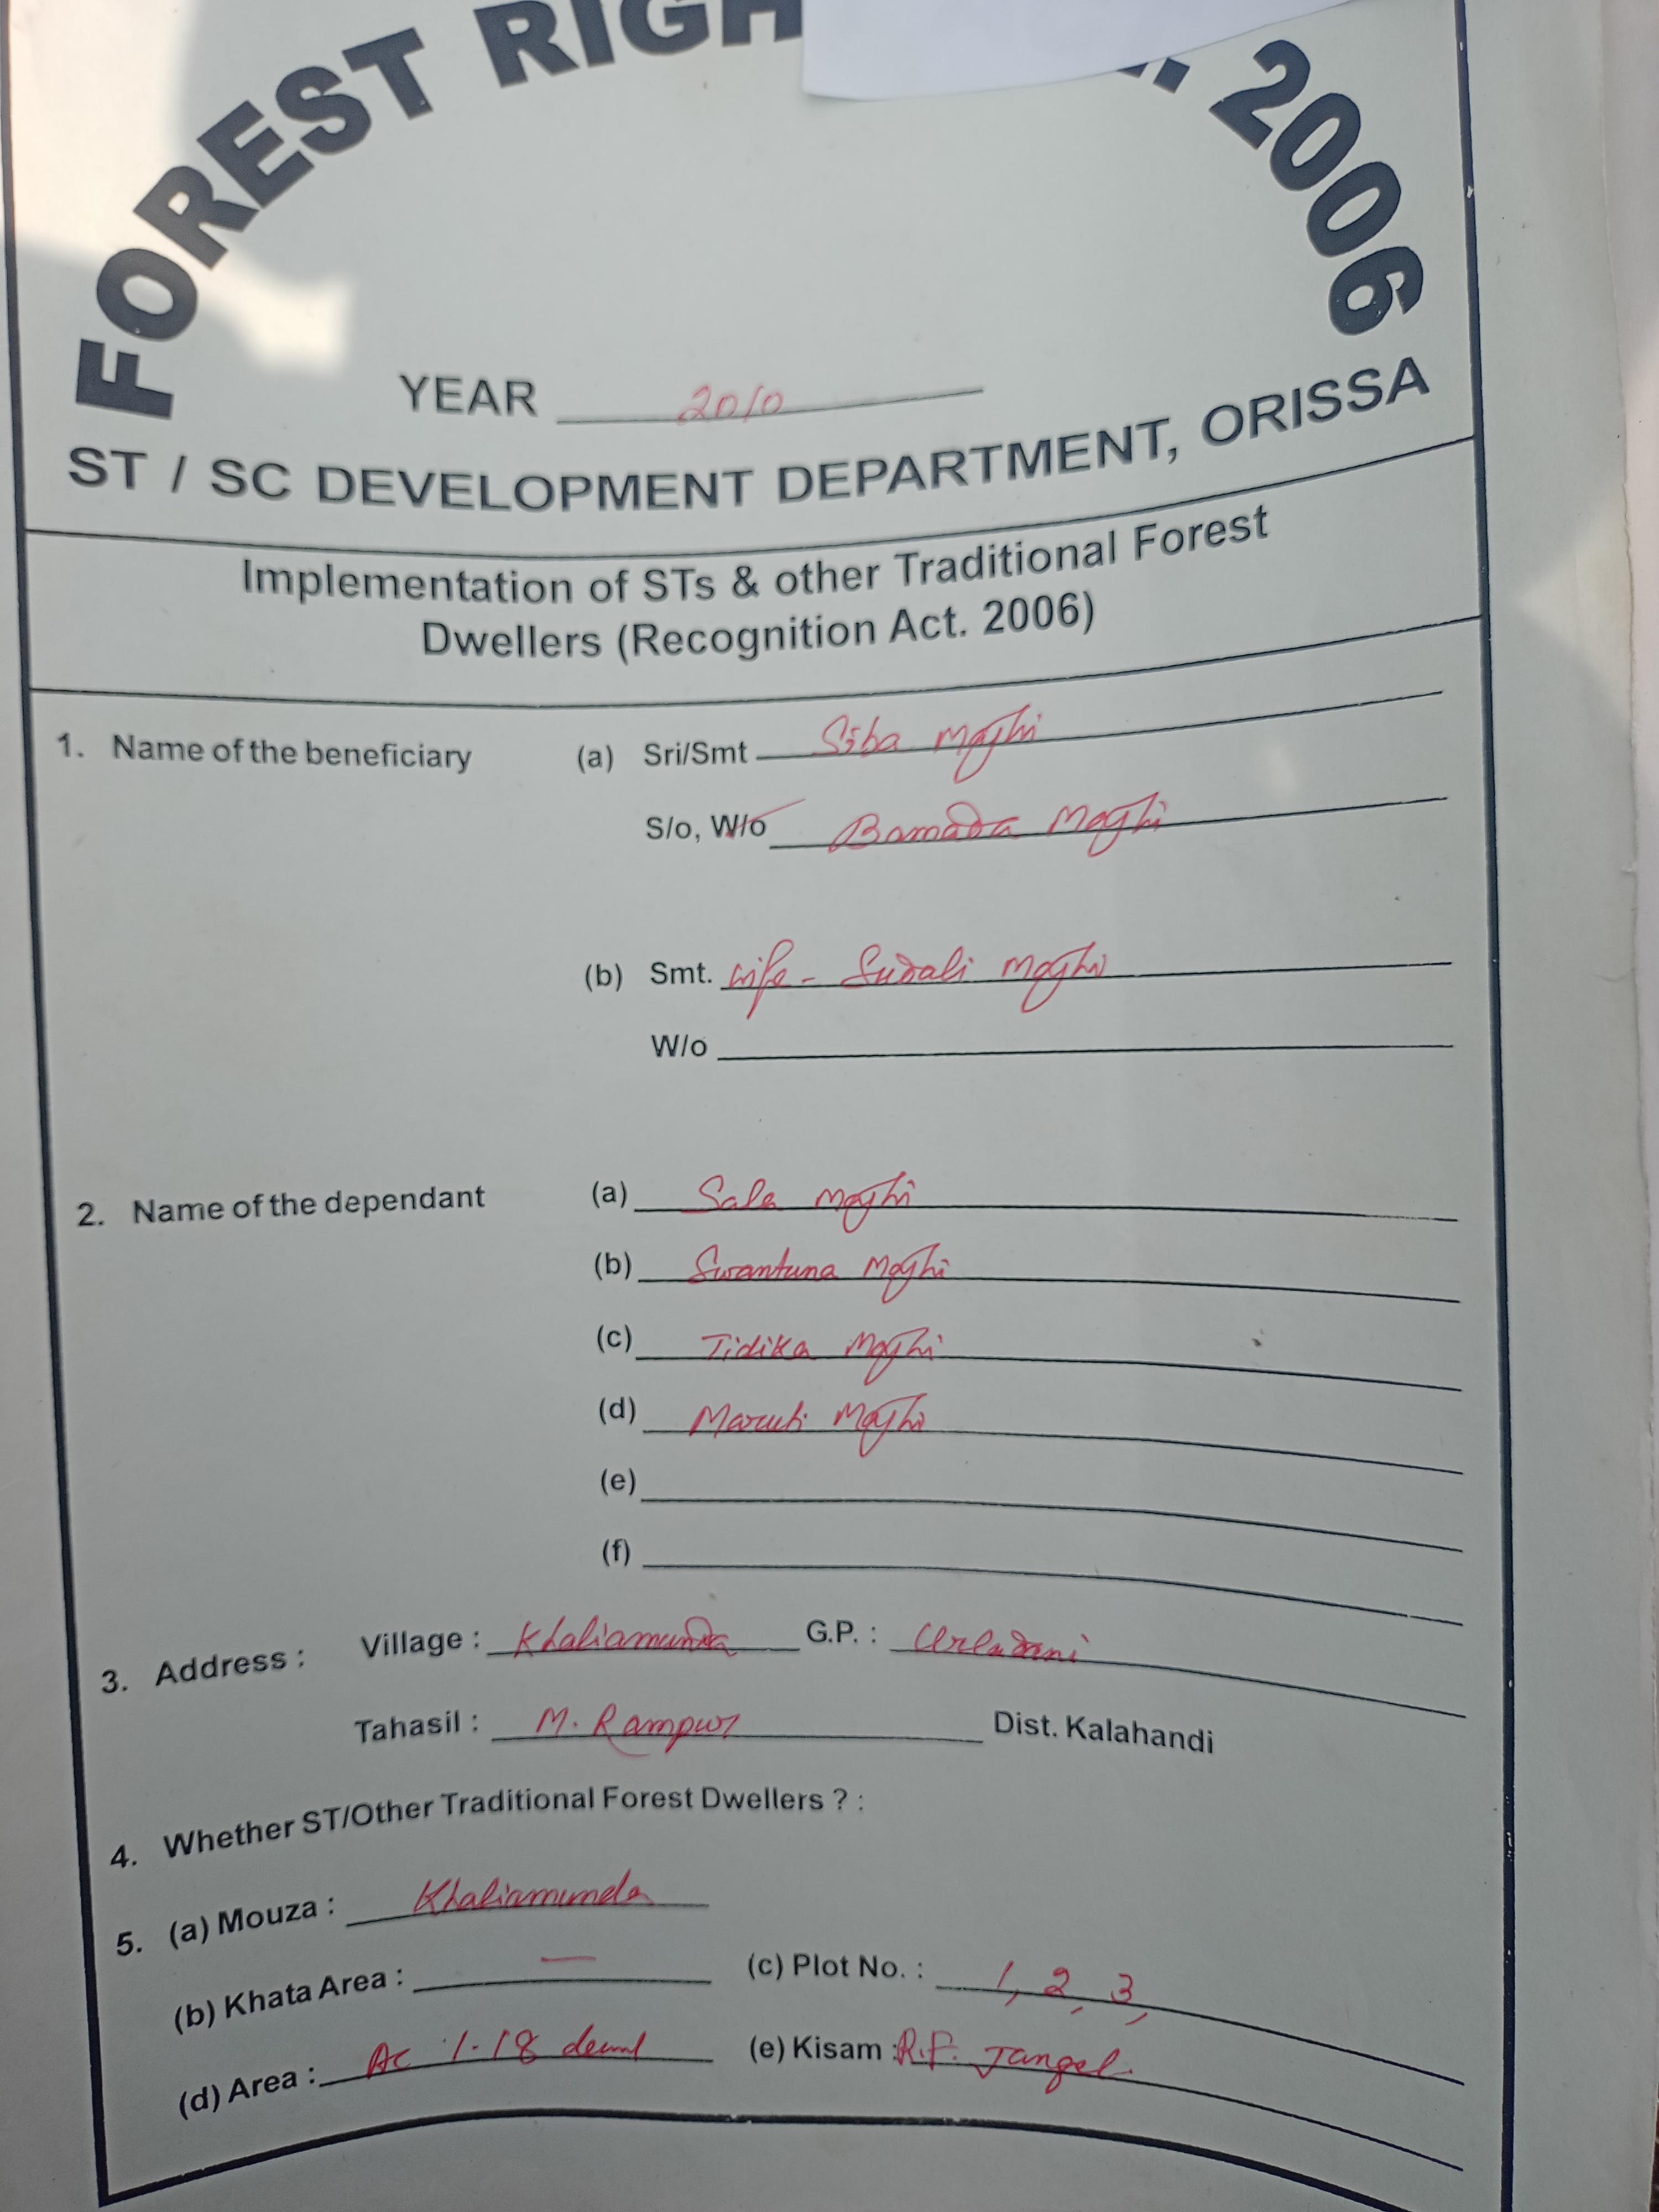 FOREST RIGH 2006
YEAR 2010
ST / SC DEVELOPMENT DEPARTMENT, ORISSA
Implementation of STs & other Traditional Forest
Dwellers (Recognition Act. 2006)
1. Name of the beneficiary (a) Sri/Smt Siba Majhi
S/o, W/o Bamada Majhi
(b) Smt. wife - Sudali Majhi
W/o
2. Name of the dependant (a) Sala Majhi
(b) Swantuna Majhi
(c) Tidika Majhi
(d) Maruti Majhi
(e)
(f)
3. Address : Village : Khaliamunda G.P. : Urladani
Tahasil : M. Rampur Dist. Kalahandi
4. Whether ST/Other Traditional Forest Dwellers ? :
5. (a) Mouza : Khaliamunda
(b) Khata Area : — (c) Plot No. : 1, 2, 3,
(d) Area : Ac 1.18 (e) Kisam : R.F. Jangel.